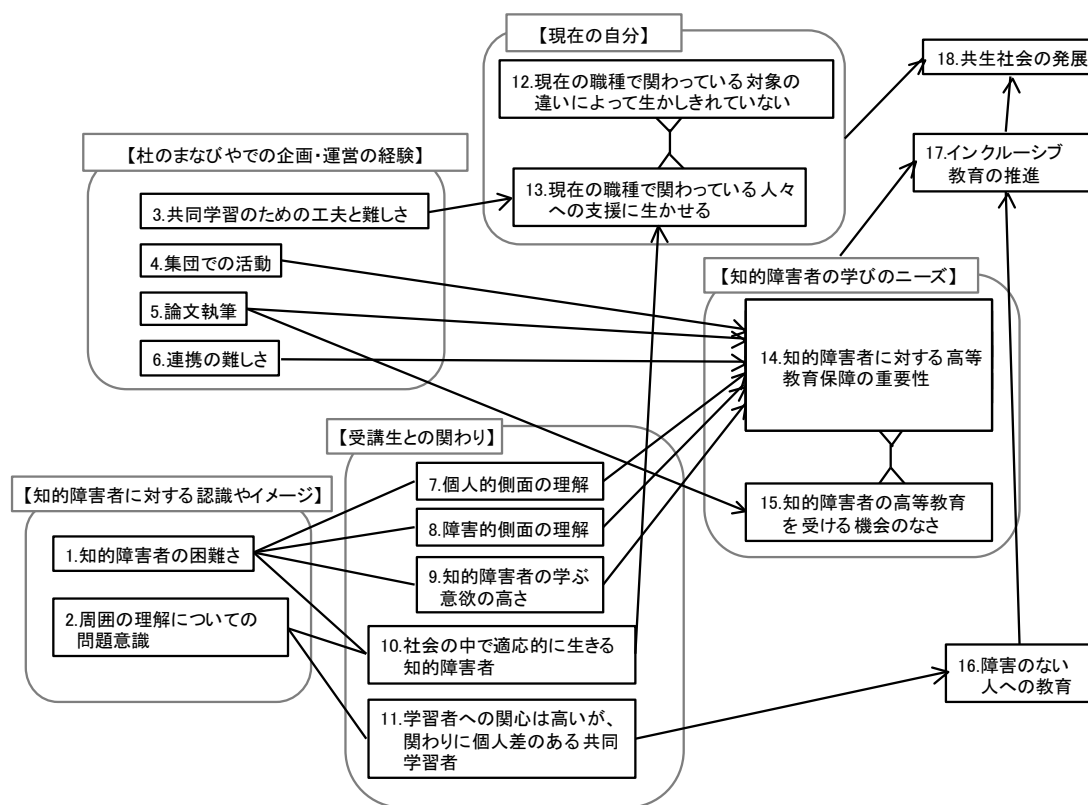 【現在の自分】
12.現在の職種で関わっている対象の
違いによって生かしきれていない
13.現在の職種で関わっている人々
への支援に生かせる
18.共生社会の発展
17.インクルーシブ
教育の推進
【杜のまなびやでの企画・運営の経験】
3.共同学習のための工夫と難しさ
4.集団での活動
5.論文執筆
6.連携の難しさ
【知的障害者の学びのニーズ】
14.知的障害者に対する高等
教育保障の重要性
15.知的障害者の高等教育
を受ける機会のなさ
【受講生との関わり】
7.個人的側面の理解
8.障害的側面の理解
9.知的障害者の学ぶ
意欲の高さ
10.社会の中で適応的に生きる
知的障害者
11.学習者への関心は高いが、
関わりに個人差のある共同
学習者
【知的障害者に対する認識やイメージ】
1.知的障害者の困難さ
2.周囲の理解についての
問題意識
16.障害のない
人への教育